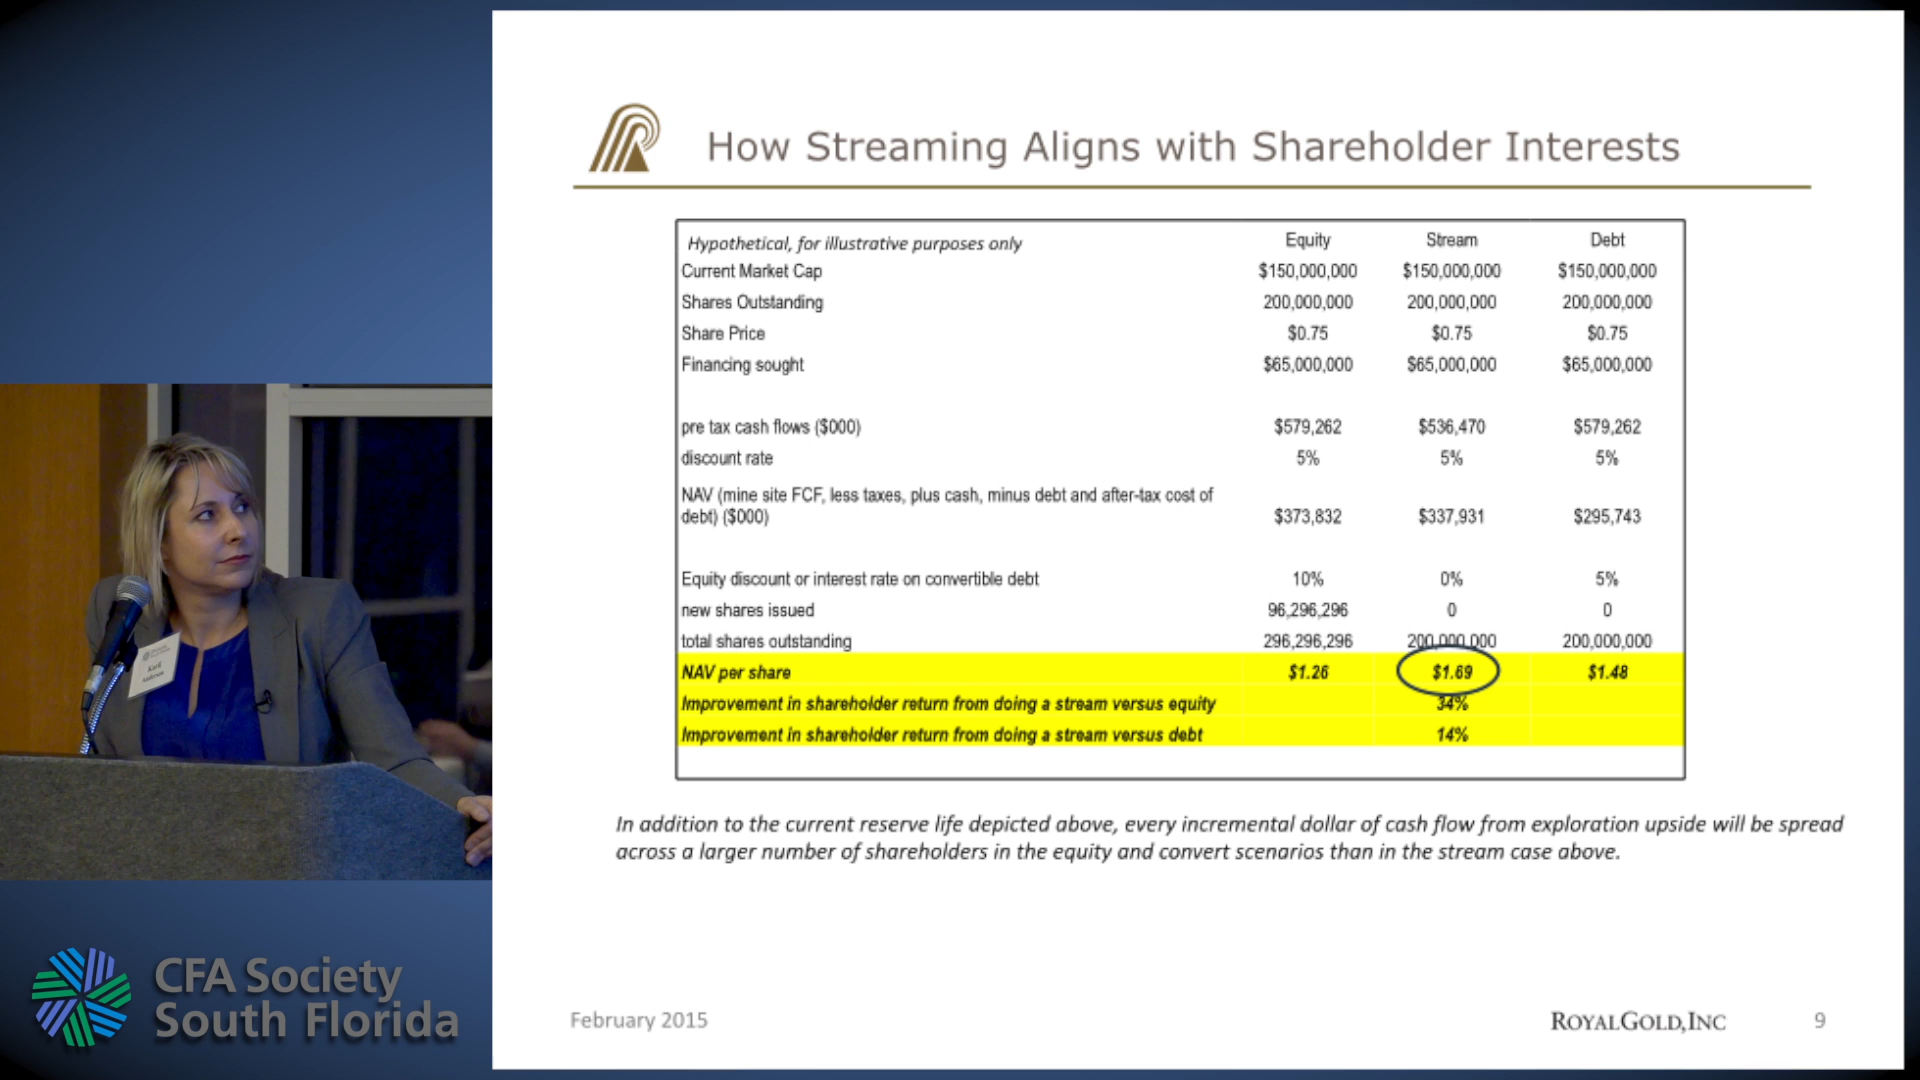 How Streaming Aligns with Shareholder Interests
Hypothetical, for illustrative purposes only Equity Stream Debt
Current Market Cap $150,000,000 $150,000,000 $150,000,000
Shares Outstanding 200,000,000 200,000,000 200,000,000
Share Price $0.75 $0.75 $0.75
Financing sought $65,000,000 $65,000,000 $65,000,000
pre tax cash flows ($000) $579,262 $536,470 $579,262
discount rate 5% 5% 5%
NAV (mine site FCF, less taxes, plus cash, minus debt and after-tax cost of
debt) ($000) $373,832 $337,931 $295,743
Equity discount or interest rate on convertible debt 10% 0% 5%
new shares issued 96,296,296 0 0
total shares outstanding 296,296,296 200,000,000 200,000,000
NAV per share $1.26 $1.69 $1.48
Improvement in shareholder return from doing a stream versus equity 34%
Improvement in shareholder return from doing a stream versus debt 14%
In addition to the current reserve life depicted above, every incremental dollar of cash flow from exploration upside will be spread
across a larger number of shareholders in the equity and convert scenarios than in the stream case above.
February 2015 ROYALGOLD,INC 9
Karli
Anderson
CFA Society
South Florida